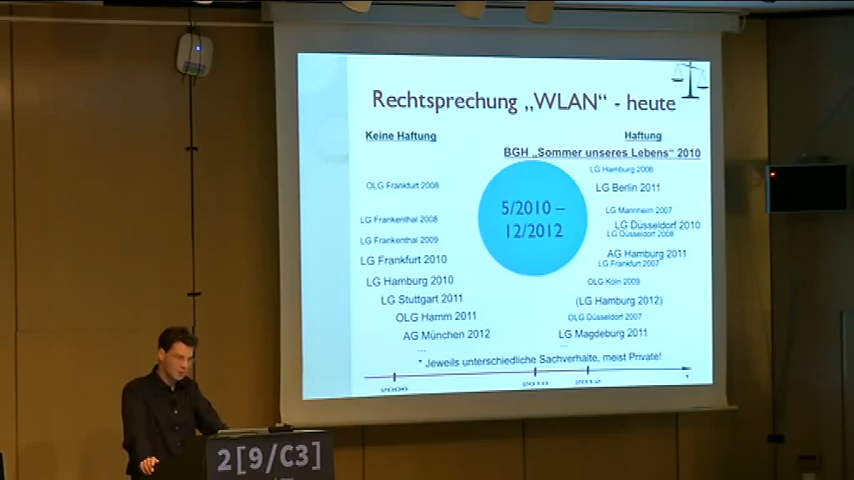 Rechtsprechung „WLAN“ - heute
Keine Haftung
Haftung
BGH „Sommer unseres Lebens“ 2010
OLG Frankfurt 2008
LG Frankenthal 2008
LG Frankenthal 2009
LG Frankfurt 2010
LG Hamburg 2010
LG Stuttgart 2011
OLG Hamm 2011
AG München 2012
...
5/2010 –
12/2012
LG Hamburg 2006
LG Berlin 2011
LG Mannheim 2007
LG Düsseldorf 2010
LG Düsseldorf 2008
AG Hamburg 2011
LG Frankfurt 2007
OLG Köln 2009
(LG Hamburg 2012)
OLG Düsseldorf 2007
LG Magdeburg 2011
...
* Jeweils unterschiedliche Sachverhalte, meist Private!
2006
2010
2012
2[9/C3]